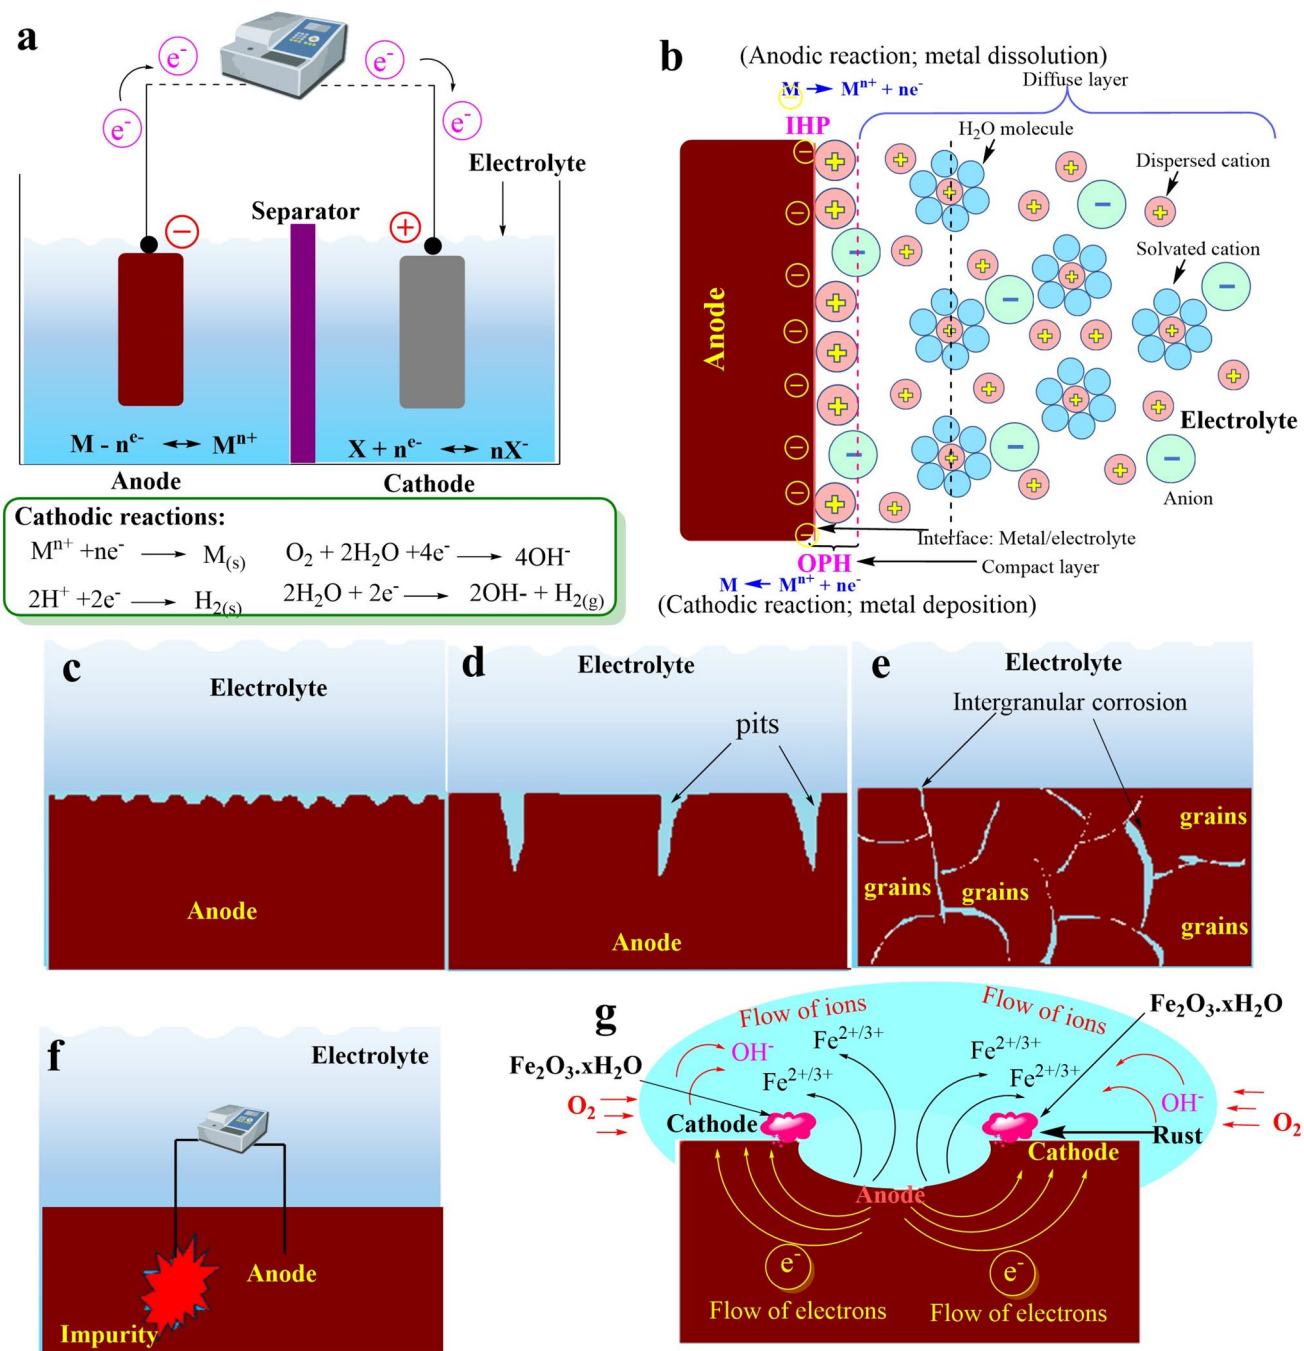 a
e⁻
e⁻
e⁻
e⁻
Electrolyte
Separator
−
+
M - nᵉ⁻ ↔ Mⁿ⁺
X + nᵉ⁻ ↔ nX⁻
Anode
Cathode
Cathodic reactions:
Mⁿ⁺ +ne⁻ → M₍ₛ₎
O₂ + 2H₂O +4e⁻ → 4OH⁻
2H⁺ +2e⁻ → H₂₍ₛ₎
2H₂O + 2e⁻ → 2OH- + H₂₍g₎
b
(Anodic reaction; metal dissolution)
M → Mⁿ⁺ + ne⁻
Diffuse layer
IHP
H₂O molecule
Dispersed cation
Solvated cation
Anode
Electrolyte
Anion
Interface: Metal/electrolyte
OPH
Compact layer
M ← Mⁿ⁺ + ne⁻
(Cathodic reaction; metal deposition)
c
Electrolyte
Anode
d
Electrolyte
pits
Anode
e
Electrolyte
Intergranular corrosion
grains
grains
grains
grains
f
Electrolyte
Anode
Impurity
g
Flow of ions
Flow of ions
Fe₂O₃.xH₂O
Fe₂O₃.xH₂O
OH⁻
Fe²⁺/³⁺
Fe²⁺/³⁺
Fe²⁺/³⁺
Fe²⁺/³⁺
OH⁻
O₂
O₂
Cathode
Rust
Cathode
Anode
e⁻
e⁻
Flow of electrons
Flow of electrons